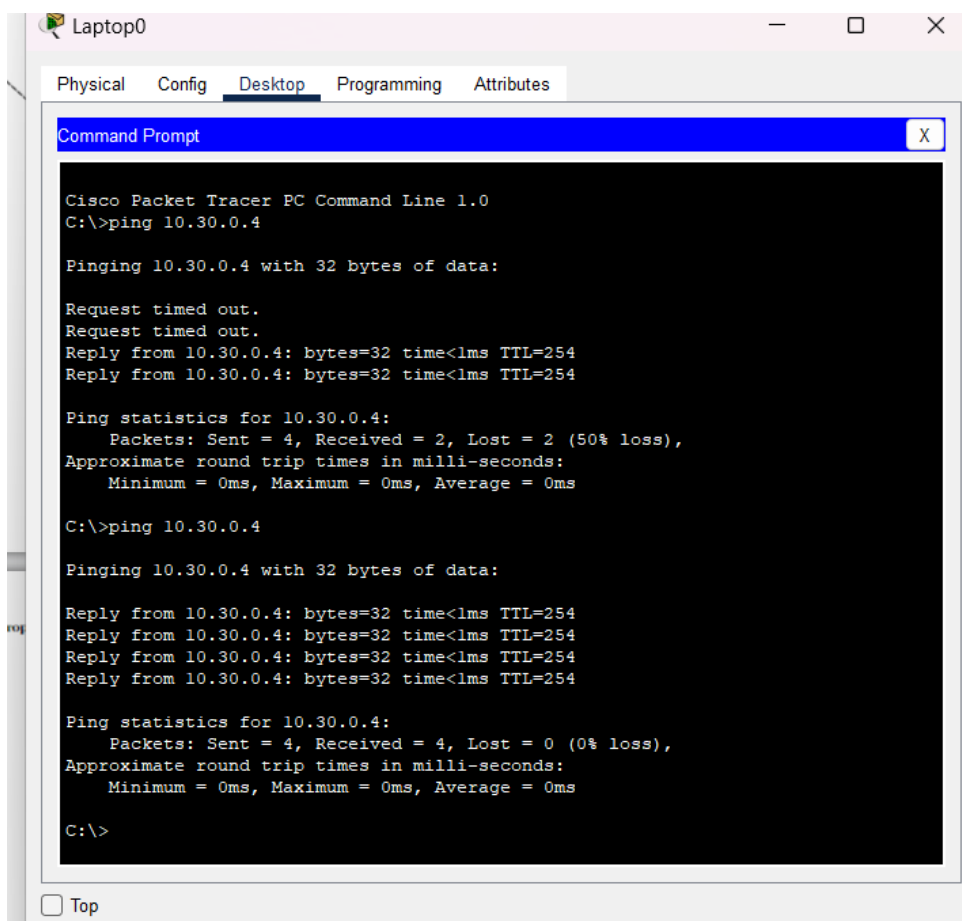 Laptop0
Physical Config Desktop Programming Attributes
Command Prompt
X
Cisco Packet Tracer PC Command Line 1.0
C:\>ping 10.30.0.4
Pinging 10.30.0.4 with 32 bytes of data:
Request timed out.
Request timed out.
Reply from 10.30.0.4: bytes=32 time<1ms TTL=254
Reply from 10.30.0.4: bytes=32 time<1ms TTL=254
Ping statistics for 10.30.0.4:
Packets: Sent = 4, Received = 2, Lost = 2 (50% loss),
Approximate round trip times in milli-seconds:
Minimum = 0ms, Maximum = 0ms, Average = 0ms
C:\>ping 10.30.0.4
Pinging 10.30.0.4 with 32 bytes of data:
Reply from 10.30.0.4: bytes=32 time<1ms TTL=254
Reply from 10.30.0.4: bytes=32 time<1ms TTL=254
Reply from 10.30.0.4: bytes=32 time<1ms TTL=254
Reply from 10.30.0.4: bytes=32 time<1ms TTL=254
Ping statistics for 10.30.0.4:
Packets: Sent = 4, Received = 4, Lost = 0 (0% loss),
Approximate round trip times in milli-seconds:
Minimum = 0ms, Maximum = 0ms, Average = 0ms
C:\>
Top